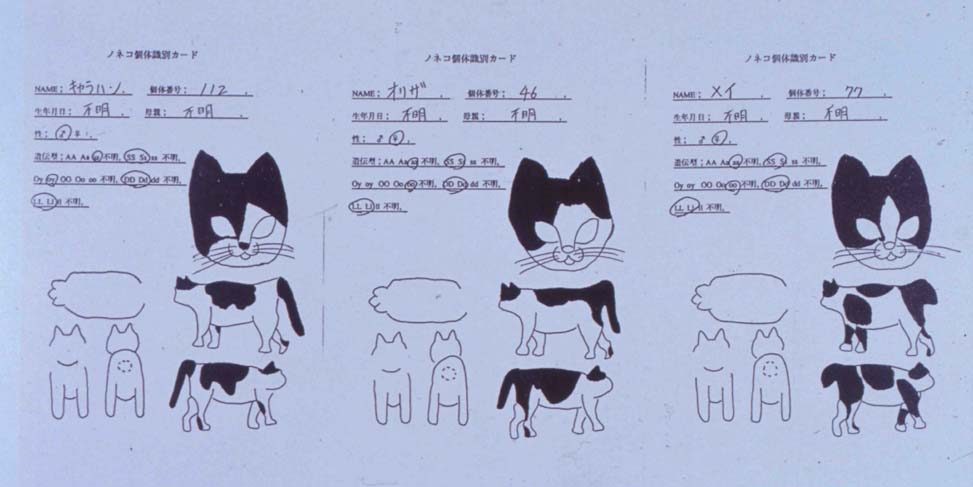 ノネコ個体識別カード
NAME; キャラハン. 個体番号; 112.
生年月日; 不明. 母親; 不明.
性; ♂ ♀.
遺伝型; AA Aa aa 不明, SS Ss ss 不明,
Oy oy OO Oo oo 不明, DD Dd dd 不明,
LL Ll ll 不明.
ノネコ個体識別カード
NAME; オリザ. 個体番号; 46.
生年月日; 不明. 母親; 不明.
性; ♂ ♀.
遺伝型; AA Aa aa 不明, SS Ss ss 不明,
Oy oy OO Oo oo 不明, DD Dd dd 不明,
LL Ll ll 不明.
ノネコ個体識別カード
NAME; メイ. 個体番号; 77.
生年月日; 不明. 母親; 不明.
性; ♂ ♀.
遺伝型; AA Aa aa 不明, SS Ss ss 不明,
Oy oy OO Oo oo 不明, DD Dd dd 不明,
LL Ll ll 不明.